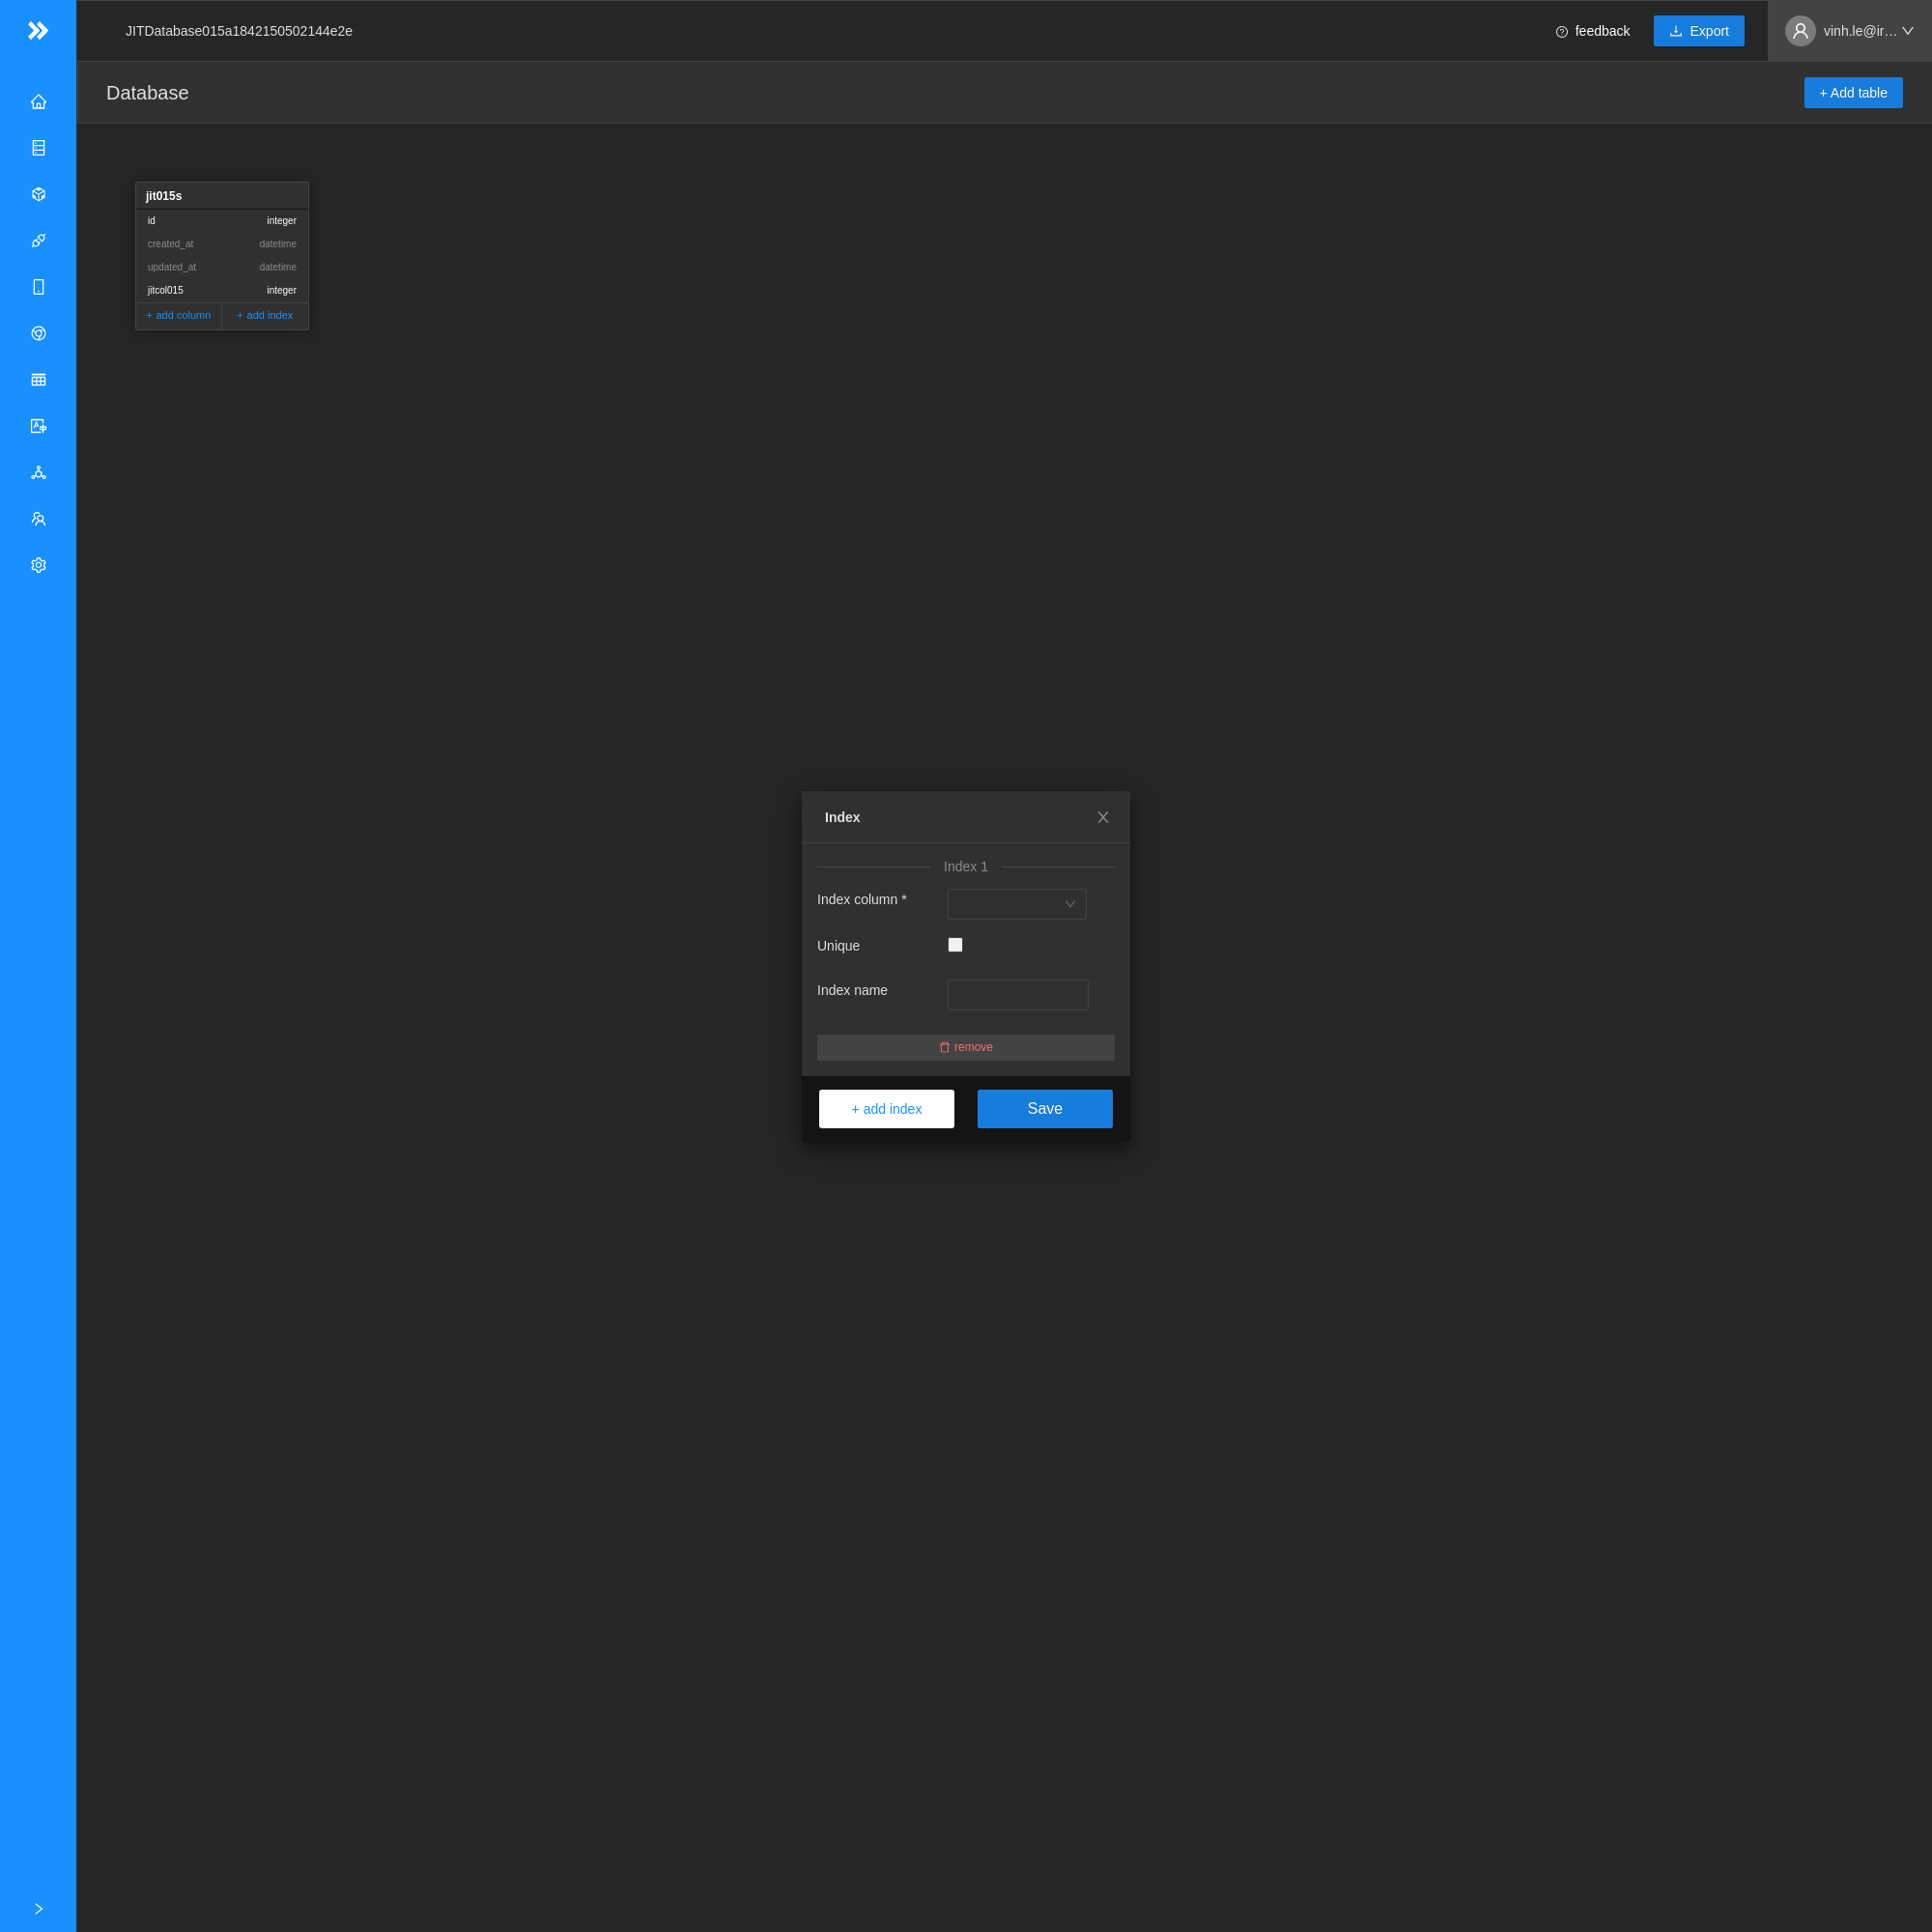 JITDatabase015a1842150502144e2e
feedback
Export
vinh.le@ir…
Database
+ Add table
jit015s
id integer
created_at datetime
updated_at datetime
jitcol015 integer
+ add column + add index
Index
Index 1
Index column *
Unique
Index name
remove
+ add index
Save